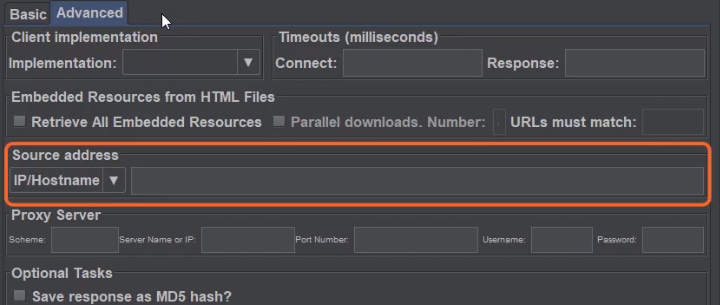 Basic Advanced
Client implementation Timeouts (milliseconds)
Implementation: Connect: Response:
Embedded Resources from HTML Files
Retrieve All Embedded Resources Parallel downloads. Number: URLs must match:
Source address
IP/Hostname
Proxy Server
Scheme: Server Name or IP: Port Number: Username: Password:
Optional Tasks
Save response as MD5 hash?